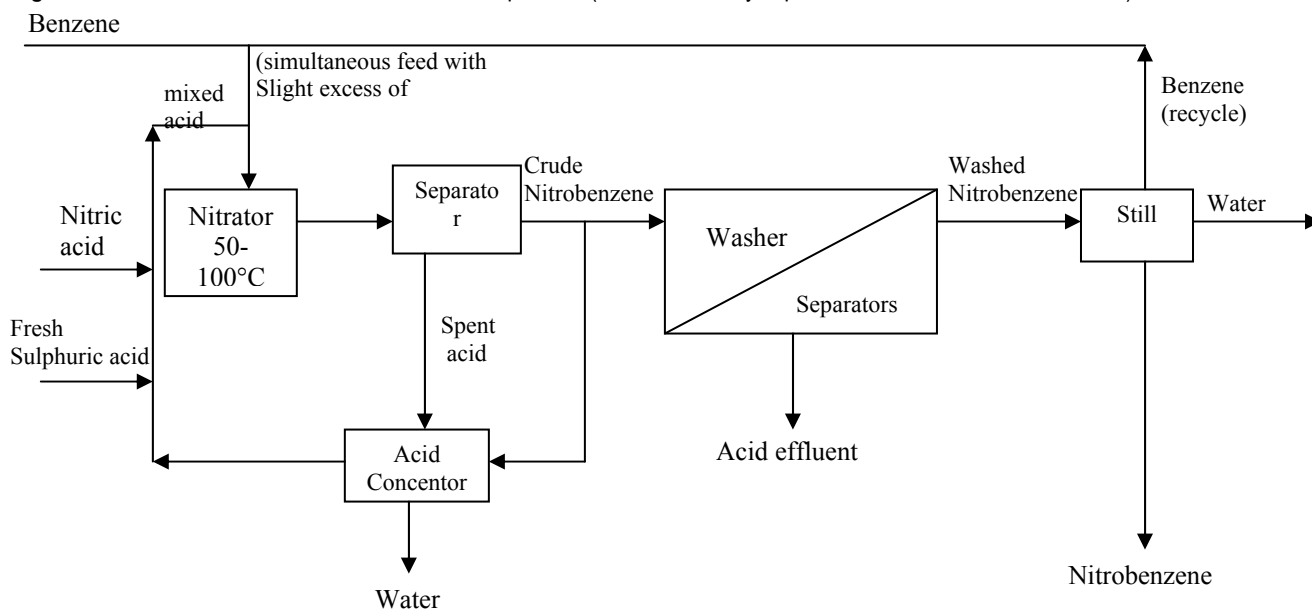 Benzene
(simultaneous feed with
Slight excess of
mixed
acid
Benzene
(recycle)
Nitric
acid
Nitrator
50-
100°C
Separato
r
Crude
Nitrobenzene
Washer
Separators
Washed
Nitrobenzene
Still
Water
Fresh
Sulphuric acid
Spent
acid
Acid
Concentor
Acid effluent
Water
Nitrobenzene